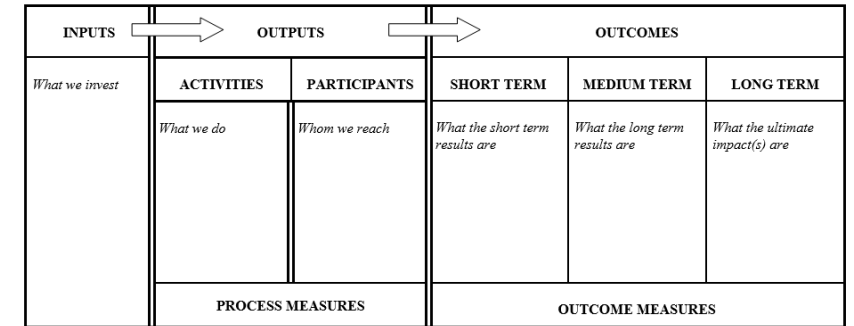 INPUTS
OUTPUTS
OUTCOMES
What we invest
ACTIVITIES
PARTICIPANTS
SHORT TERM
MEDIUM TERM
LONG TERM
What we do
Whom we reach
What the short term
results are
What the long term
results are
What the ultimate
impact(s) are
PROCESS MEASURES
OUTCOME MEASURES